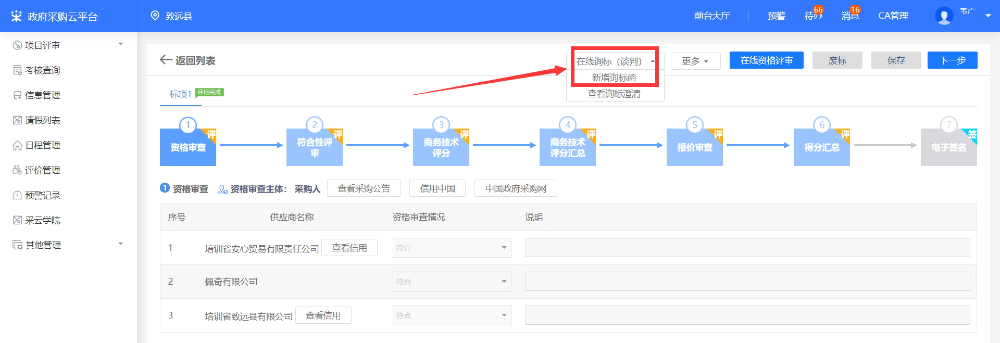 政府采购云平台
致远县
前台大厅
预警
待办
66
消息
16
CA管理
韦广
项目评审
考核查询
信息管理
请假列表
日程管理
评价管理
预警记录
采云学院
其他管理
返回列表
在线询标（谈判）
新增询标函
查看询标澄清
更多
在线资格评审
废标
保存
下一步
标项1
评标完成
1
评
资格审查
2
评
符合性评
审
3
评
商务技术
评分
4
评
商务技术
评分汇总
5
评
报价审查
6
评
得分汇总
7
签
电子签名
1 资格审查 资格审查主体： 采购人 查看采购公告 信用中国 中国政府采购网
序号 供应商名称 资格审查情况 说明
1 培训省安心贸易有限责任公司 查看信用 符合
2 佩奇有限公司 符合
3 培训省致远县有限公司 查看信用 符合